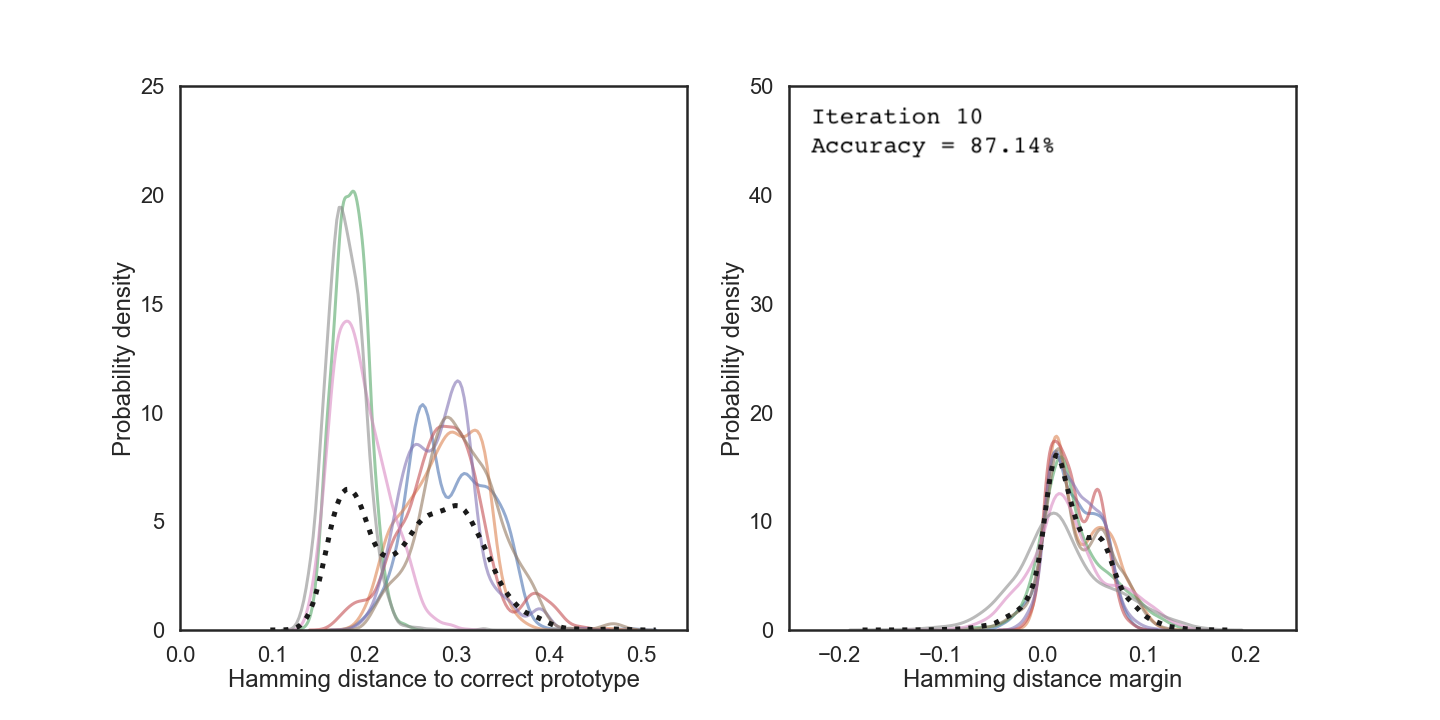 25
20
15
10
5
0
0.0 0.1 0.2 0.3 0.4 0.5
Hamming distance to correct prototype
Probability density
50
40
30
20
10
0
−0.2 −0.1 0.0 0.1 0.2
Hamming distance margin
Probability density
Iteration 10
Accuracy = 87.14%